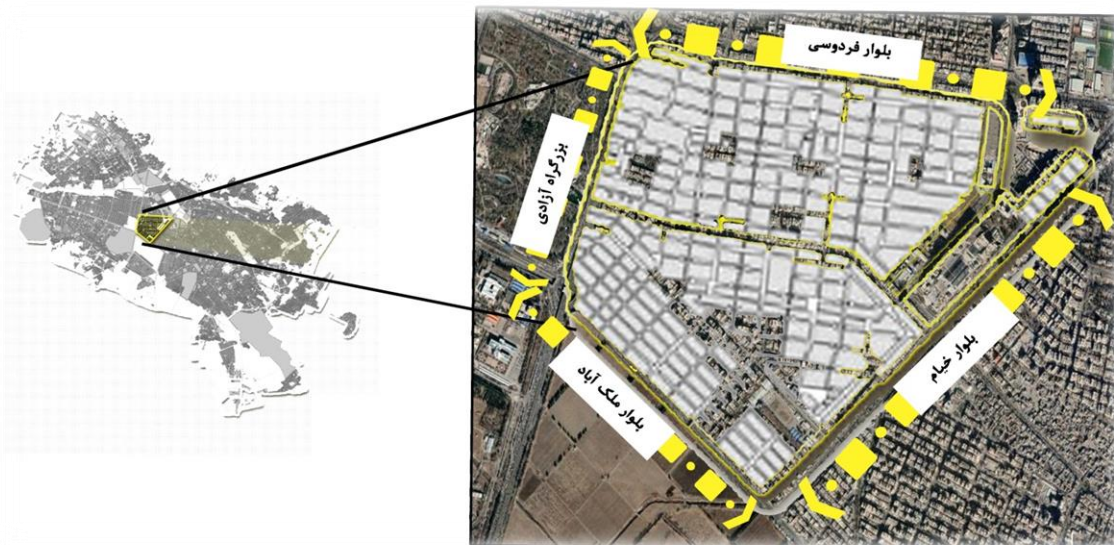 بلوار فردوسی
بزرگراه آزادی
بلوار خیام
بلوار ملک آباد